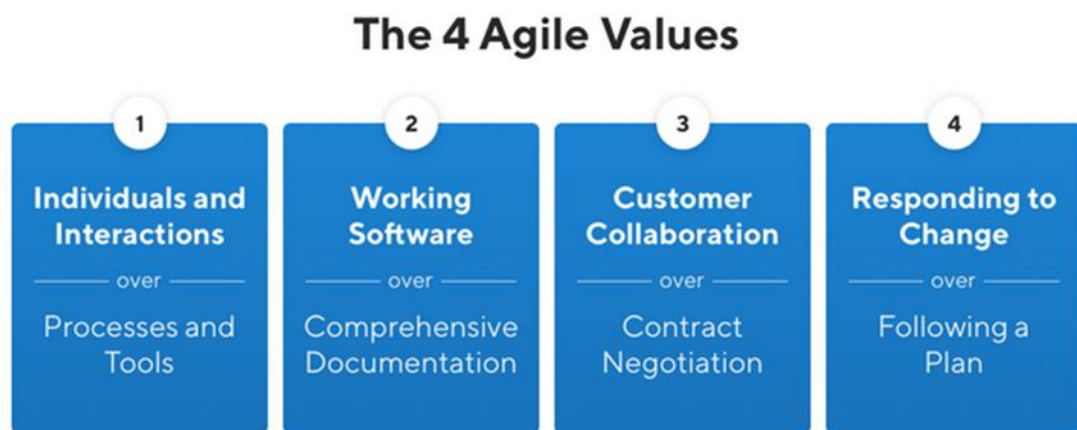 The 4 Agile Values
1
Individuals and
Interactions
over
Processes and
Tools
2
Working
Software
over
Comprehensive
Documentation
3
Customer
Collaboration
over
Contract
Negotiation
4
Responding to
Change
over
Following a
Plan